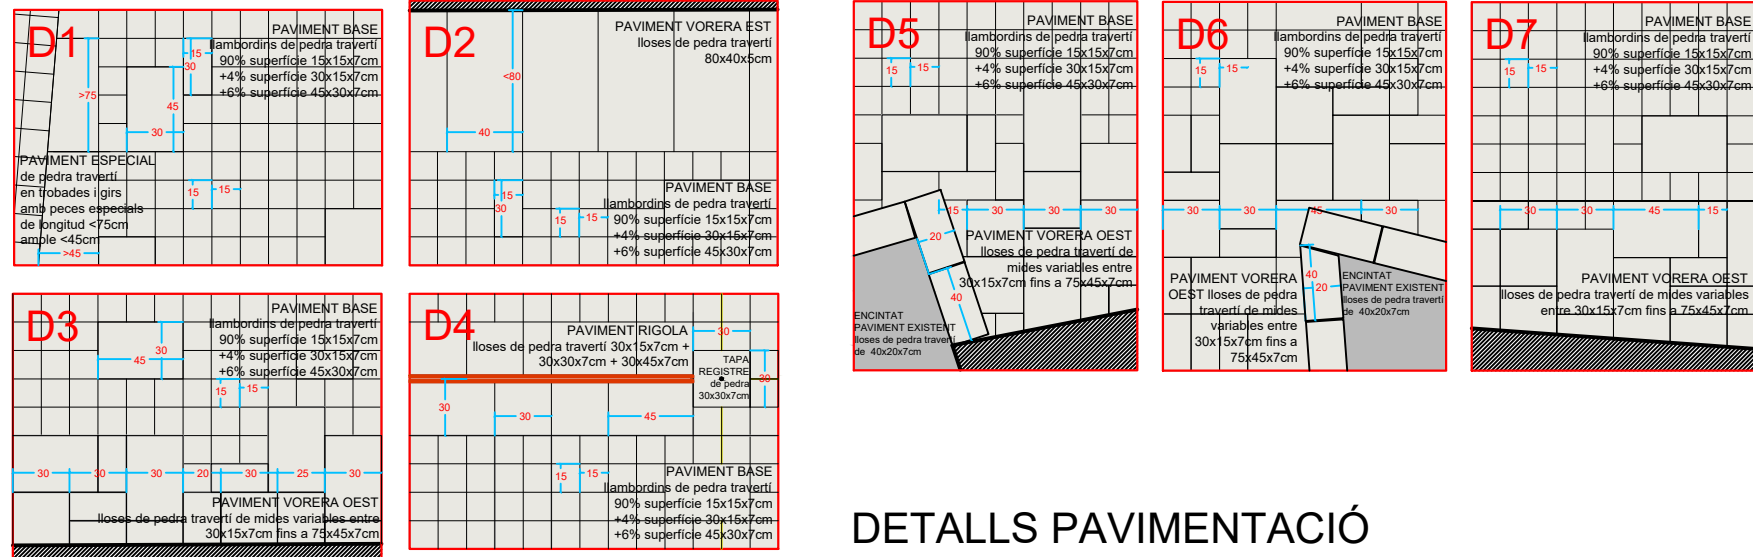 D1
PAVIMENT BASE
llambordins de pedra travertí
90% superfície 15x15x7cm
+4% superfície 30x15x7cm
+6% superfície 45x30x7cm
15
30
>75
45
30
PAVIMENT ESPECIAL
de pedra travertí
en trobades i girs
amb peces especials
de longitud <75cm
ample <45cm
15
15
>45
D2
PAVIMENT VORERA EST
lloses de pedra travertí
80x40x5cm
<80
40
PAVIMENT BASE
llambordins de pedra travertí
90% superfície 15x15x7cm
+4% superfície 30x15x7cm
+6% superfície 45x30x7cm
15
30
15
15
D5
PAVIMENT BASE
llambordins de pedra travertí
90% superfície 15x15x7cm
+4% superfície 30x15x7cm
+6% superfície 45x30x7cm
15
15
15
30
30
30
20
40
PAVIMENT VORERA OEST
lloses de pedra travertí de
mides variables entre
30x15x7cm fins a 75x45x7cm
ENCINTAT
PAVIMENT EXISTENT
lloses de pedra travertí
de 40x20x7cm
D6
PAVIMENT BASE
llambordins de pedra travertí
90% superfície 15x15x7cm
+4% superfície 30x15x7cm
+6% superfície 45x30x7cm
15
15
30
30
45
30
40
20
PAVIMENT VORERA
OEST lloses de pedra
travertí de mides
variables entre
30x15x7cm fins a
75x45x7cm
ENCINTAT
PAVIMENT EXISTENT
lloses de pedra travertí
de 40x20x7cm
D7
PAVIMENT BASE
llambordins de pedra travertí
90% superfície 15x15x7cm
+4% superfície 30x15x7cm
+6% superfície 45x30x7cm
15
15
30
30
45
15
PAVIMENT VORERA OEST
lloses de pedra travertí de mides variables
entre 30x15x7cm fins a 75x45x7cm
D3
PAVIMENT BASE
llambordins de pedra travertí
90% superfície 15x15x7cm
+4% superfície 30x15x7cm
+6% superfície 45x30x7cm
30
45
15
15
30
30
30
20
30
25
30
PAVIMENT VORERA OEST
lloses de pedra travertí de mides variables entre
30x15x7cm fins a 75x45x7cm
D4
PAVIMENT RIGOLA
lloses de pedra travertí 30x15x7cm +
30x30x7cm + 30x45x7cm
30
TAPA
REGISTRE
de pedra
30x30x7cm
30
30
30
45
15
15
PAVIMENT BASE
llambordins de pedra travertí
90% superfície 15x15x7cm
+4% superfície 30x15x7cm
+6% superfície 45x30x7cm
DETALLS PAVIMENTACIÓ